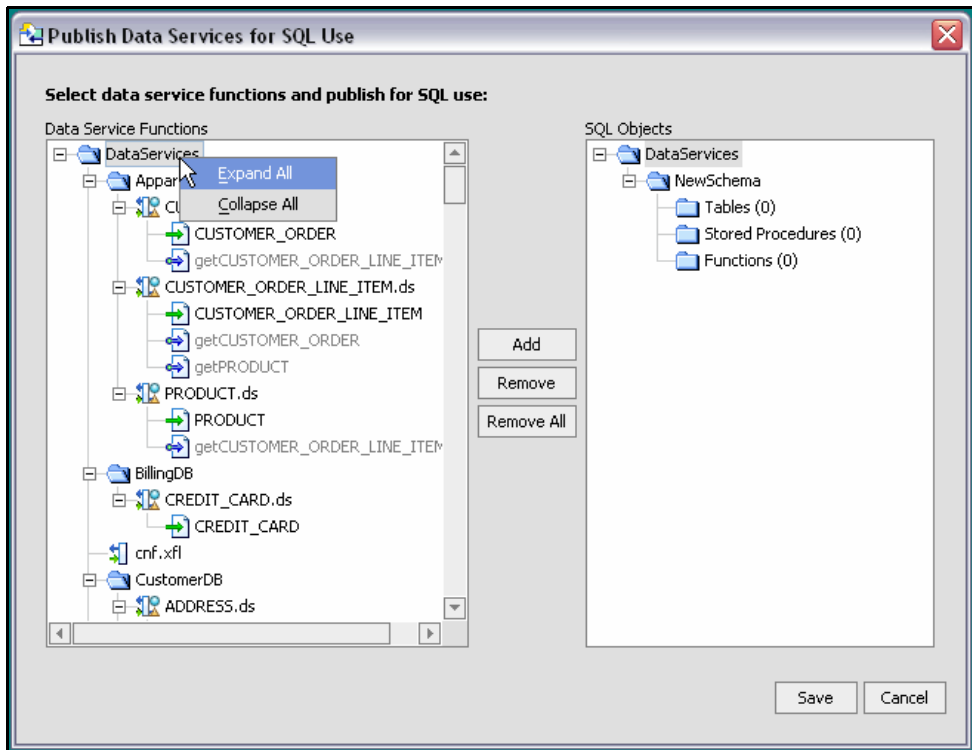 Publish Data Services for SQL Use
Select data service functions and publish for SQL use:
Data Service Functions
DataServices
Expand All
Collapse All
CUSTOMER_ORDER
getCUSTOMER_ORDER_LINE_ITEM
CUSTOMER_ORDER_LINE_ITEM.ds
CUSTOMER_ORDER_LINE_ITEM
getCUSTOMER_ORDER
getPRODUCT
PRODUCT.ds
PRODUCT
getCUSTOMER_ORDER_LINE_ITEM
BillingDB
CREDIT_CARD.ds
CREDIT_CARD
cnf.xfl
CustomerDB
ADDRESS.ds
Add
Remove
Remove All
SQL Objects
DataServices
NewSchema
Tables (0)
Stored Procedures (0)
Functions (0)
Save
Cancel